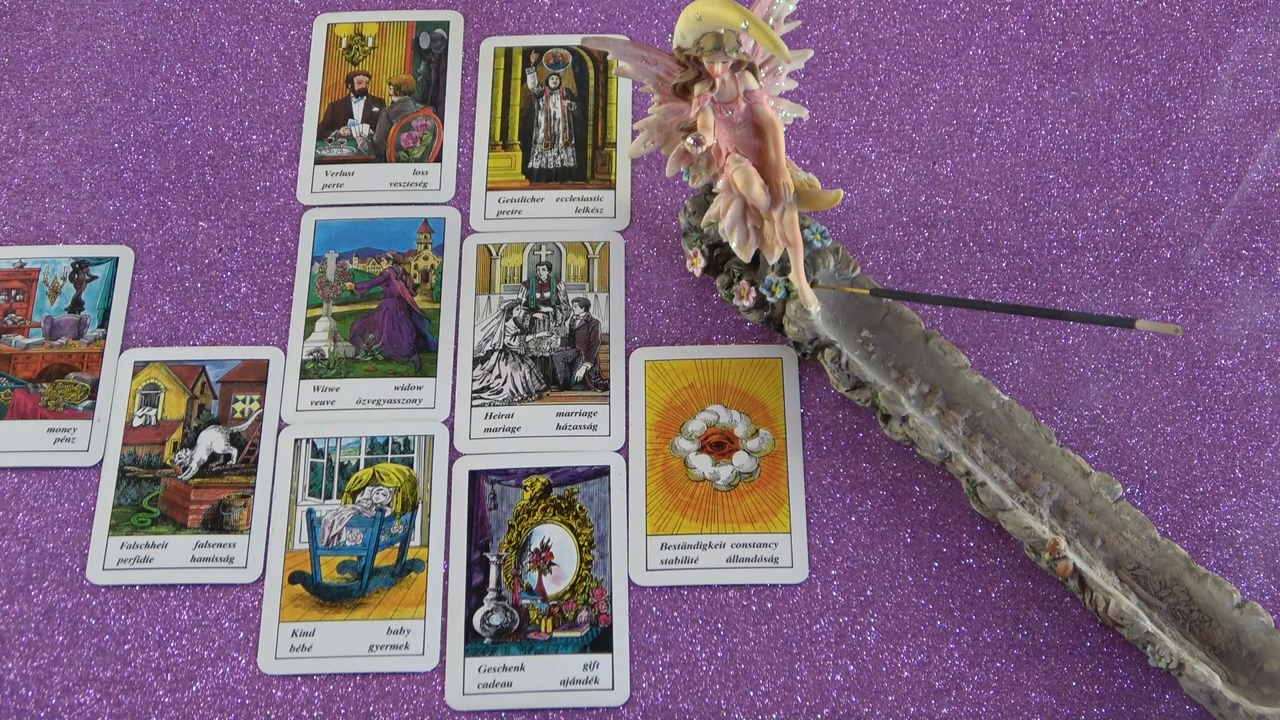 Verlust loss
perte veszteség
Geistlicher ecclesiastic
pretre lelkész
Witwe widow
veuve özvegyasszony
Heirat marriage
mariage házasság
money
pénz
Falschheit falseness
perfidie hamisság
Beständigkeit constancy
stabilité állandóság
Kind baby
bébé gyermek
Geschenk gift
cadeau ajándék